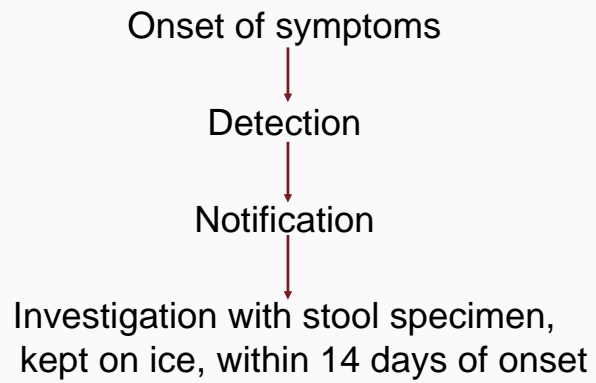 Onset of symptoms
Detection
Notification
Investigation with stool specimen,
kept on ice, within 14 days of onset